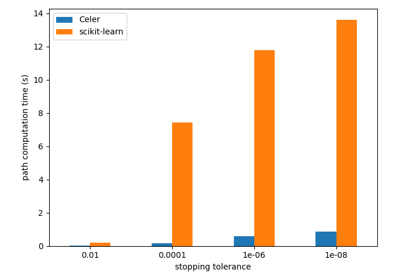 14
12
10
8
6
4
2
0
path computation time (s)
Celer
scikit-learn
0.01 0.0001 1e-06 1e-08
stopping tolerance